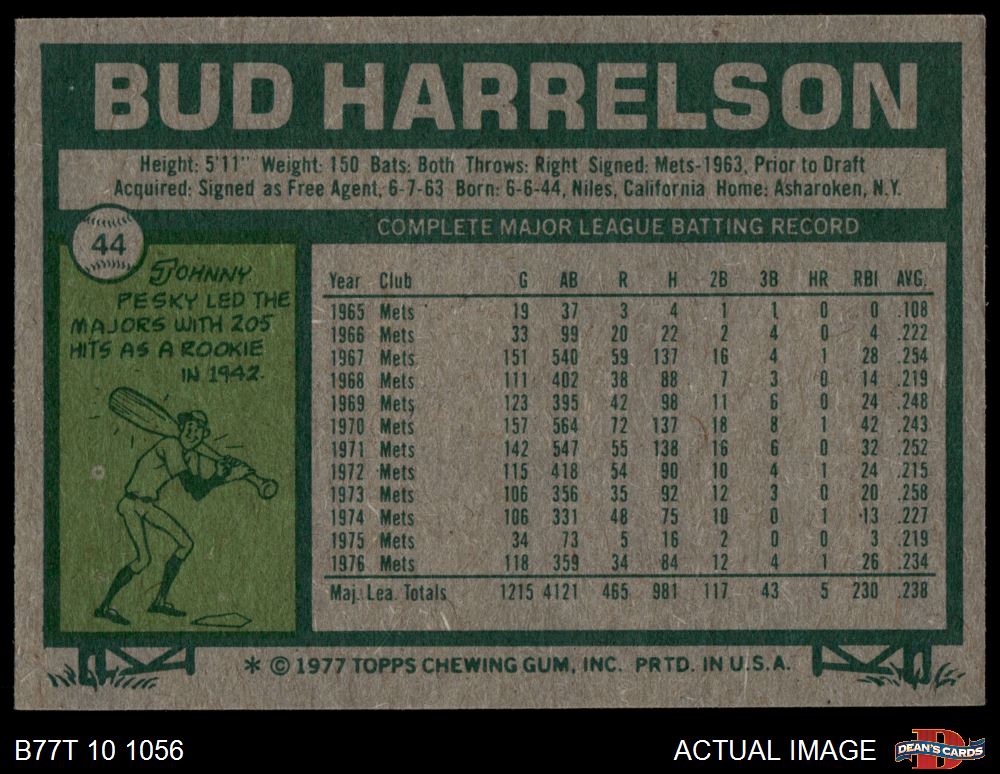 BUD HARRELSON
Height: 5'11" Weight: 150 Bats: Both Throws: Right Signed: Mets-1963, Prior to Draft
Acquired: Signed as Free Agent, 6-7-63 Born: 6-6-44, Niles, California Home: Asharoken, N.Y.
44
JOHNNY
PESKY LED THE
MAJORS WITH 205
HITS AS A ROOKIE
IN 1942.
COMPLETE MAJOR LEAGUE BATTING RECORD
Year Club G AB R H 2B 3B HR RBI AVG.
1965 Mets 19 37 3 4 1 1 0 0 .108
1966 Mets 33 99 20 22 2 4 0 4 .222
1967 Mets 151 540 59 137 16 4 1 28 .254
1968 Mets 111 402 38 88 7 3 0 14 .219
1969 Mets 123 395 42 98 11 6 0 24 .248
1970 Mets 157 564 72 137 18 8 1 42 .243
1971 Mets 142 547 55 138 16 6 0 32 .252
1972 Mets 115 418 54 90 10 4 1 24 .215
1973 Mets 106 356 35 92 12 3 0 20 .258
1974 Mets 106 331 48 75 10 0 1 13 .227
1975 Mets 34 73 5 16 2 0 0 3 .219
1976 Mets 118 359 34 84 12 4 1 26 .234
Maj. Lea. Totals 1215 4121 465 981 117 43 5 230 .238
* © 1977 TOPPS CHEWING GUM, INC. PRTD. IN U.S.A.
B77T 10 1056
ACTUAL IMAGE
DEAN'S CARDS